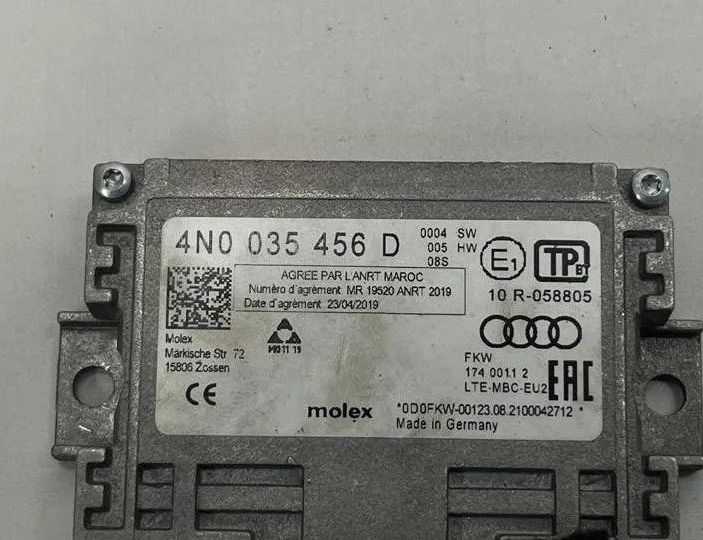 4N0 035 456 D
0004 SW
005 HW
08S
E1
TP BY
10 R-058805
AGREE PAR L'ANRT MAROC
Numéro d'agrément: MR 19520 ANRT 2019
Date d'agrément: 23/04/2019
Molex
Märkische Str 72
15806 Zossen
CE
molex
FKW
174 001.1 2
LTE-MBC-EU2
EAC
*0D0FKW-00123.08.2100042712 *
Made in Germany